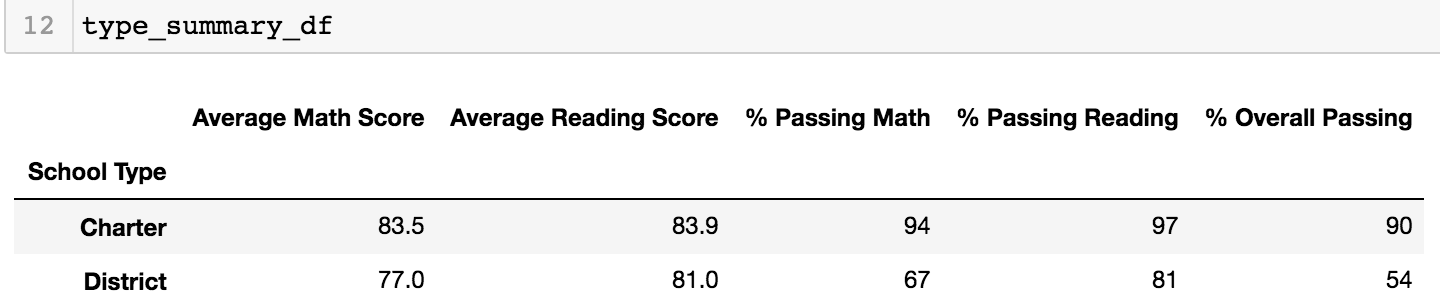 12 type_summary_df
Average Math Score Average Reading Score % Passing Math % Passing Reading % Overall Passing
School Type
Charter 83.5 83.9 94 97 90
District 77.0 81.0 67 81 54